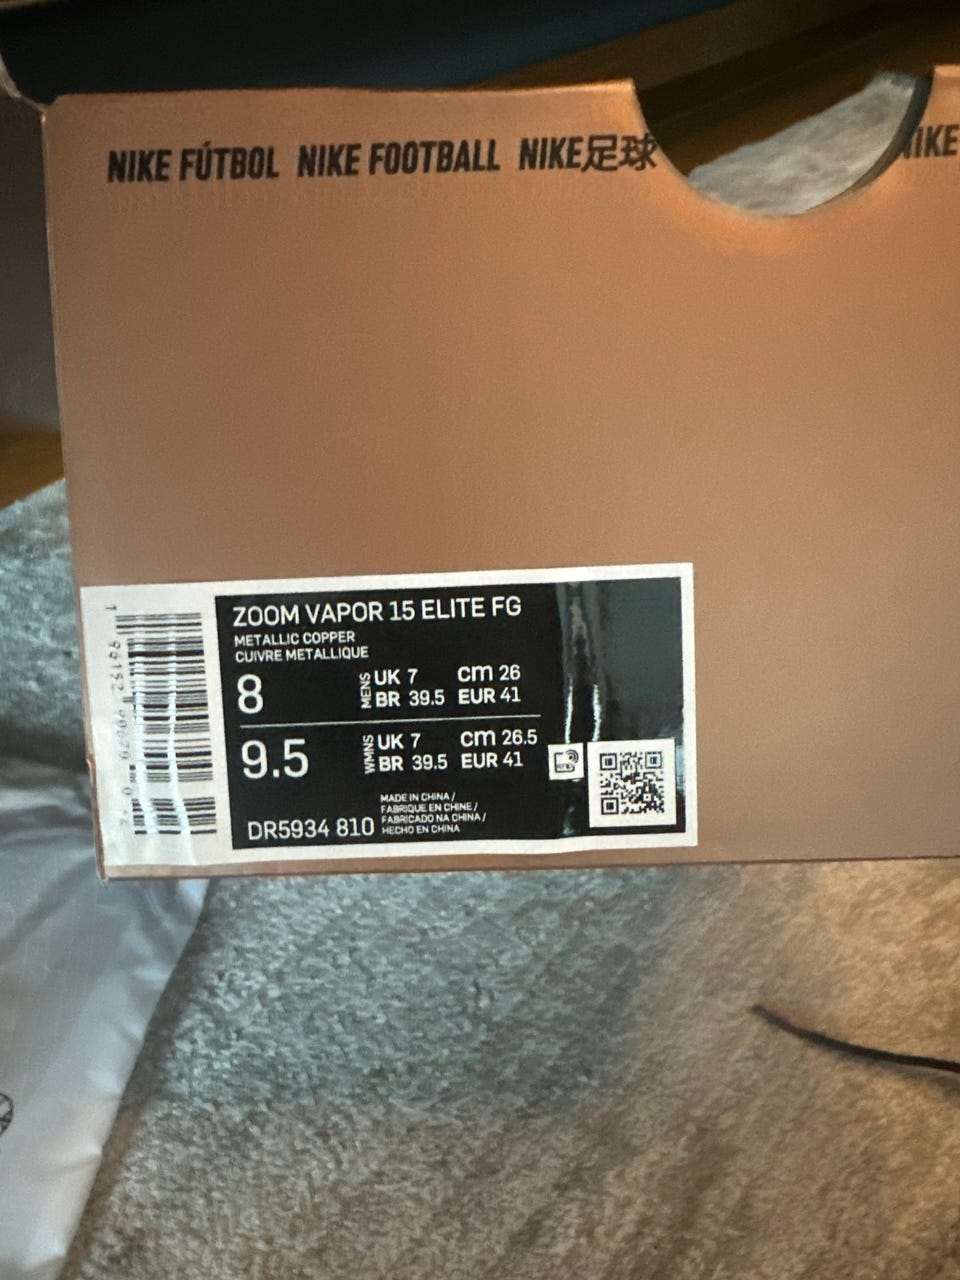 NIKE FÚTBOL NIKE FOOTBALL NIKE足球
NIKE
ZOOM VAPOR 15 ELITE FG
METALLIC COPPER
CUIVRE METALLIQUE
8
MENS
UK 7 cm 26
BR 39.5 EUR 41
9.5
WMNS
UK 7 cm 26.5
BR 39.5 EUR 41
DR5934 810
MADE IN CHINA /
FABRIQUE EN CHINE /
FABRICADO NA CHINA /
HECHO EN CHINA